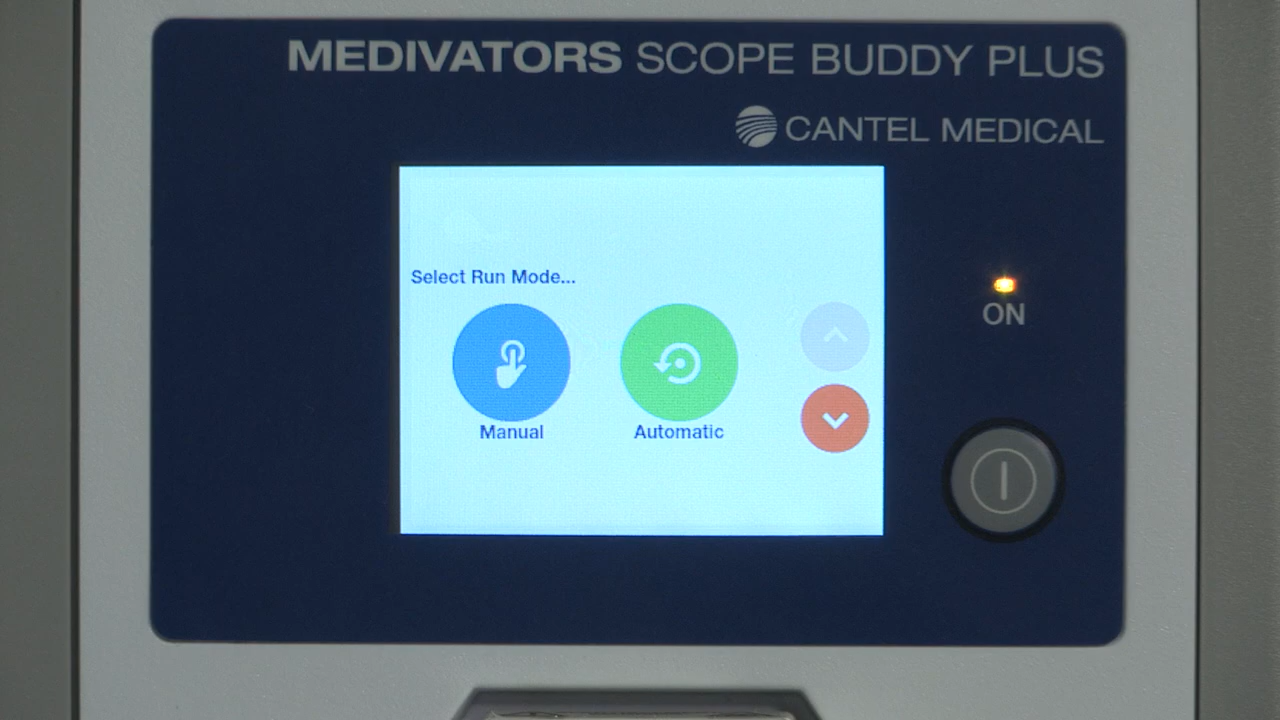 MEDIVATORS SCOPE BUDDY PLUS
CANTEL MEDICAL
Select Run Mode...
Manual Automatic
ON